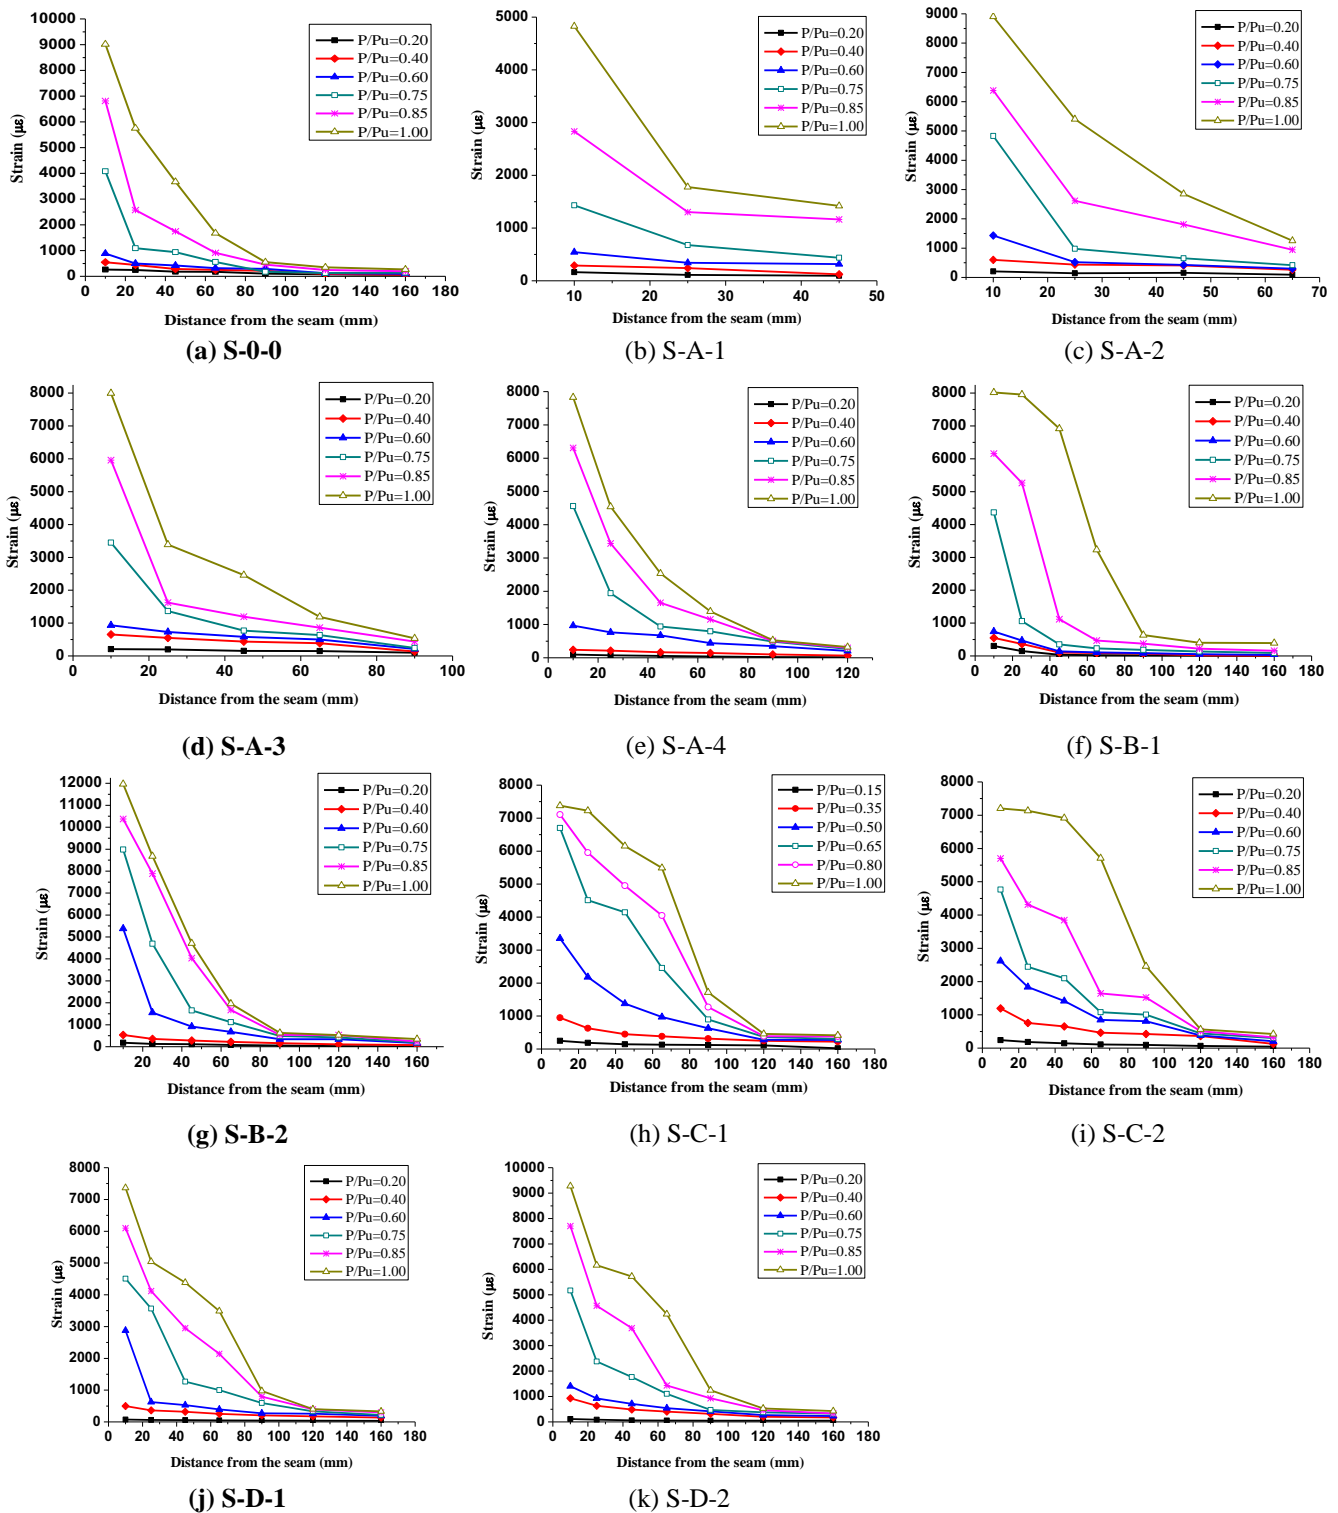 10000
9000
8000
7000
6000
5000
4000
3000
2000
1000
0
Strain (με)
P/Pu=0.20
P/Pu=0.40
P/Pu=0.60
P/Pu=0.75
P/Pu=0.85
P/Pu=1.00
0 20 40 60 80 100 120 140 160 180
Distance from the seam (mm)
(a) S-0-0
5000
4000
3000
2000
1000
0
Strain (με)
P/Pu=0.20
P/Pu=0.40
P/Pu=0.60
P/Pu=0.75
P/Pu=0.85
P/Pu=1.00
10 20 30 40 50
Distance from the seam (mm)
(b) S-A-1
9000
8000
7000
6000
5000
4000
3000
2000
1000
0
Strain (με)
P/Pu=0.20
P/Pu=0.40
P/Pu=0.60
P/Pu=0.75
P/Pu=0.85
P/Pu=1.00
10 20 30 40 50 60 70
Distance from the seam (mm)
(c) S-A-2
8000
7000
6000
5000
4000
3000
2000
1000
0
Strain (με)
P/Pu=0.20
P/Pu=0.40
P/Pu=0.60
P/Pu=0.75
P/Pu=0.85
P/Pu=1.00
20 40 60 80 100
Distance from the seam (mm)
(d) S-A-3
8000
7000
6000
5000
4000
3000
2000
1000
0
Strain (με)
P/Pu=0.20
P/Pu=0.40
P/Pu=0.60
P/Pu=0.75
P/Pu=0.85
P/Pu=1.00
0 20 40 60 80 100 120
Distance from the seam (mm)
(e) S-A-4
8000
7000
6000
5000
4000
3000
2000
1000
0
Strain (με)
P/Pu=0.20
P/Pu=0.40
P/Pu=0.60
P/Pu=0.75
P/Pu=0.85
P/Pu=1.00
0 20 40 60 80 100 120 140 160 180
Distance from the seam (mm)
(f) S-B-1
12000
11000
10000
9000
8000
7000
6000
5000
4000
3000
2000
1000
0
Strain (με)
P/Pu=0.20
P/Pu=0.40
P/Pu=0.60
P/Pu=0.75
P/Pu=0.85
P/Pu=1.00
20 40 60 80 100 120 140 160
Distance from the seam (mm)
(g) S-B-2
8000
7000
6000
5000
4000
3000
2000
1000
0
Strain (με)
P/Pu=0.15
P/Pu=0.35
P/Pu=0.50
P/Pu=0.65
P/Pu=0.80
P/Pu=1.00
0 20 40 60 80 100 120 140 160 180
Distance from the seam (mm)
(h) S-C-1
8000
7000
6000
5000
4000
3000
2000
1000
0
Strain (με)
P/Pu=0.20
P/Pu=0.40
P/Pu=0.60
P/Pu=0.75
P/Pu=0.85
P/Pu=1.00
0 20 40 60 80 100 120 140 160 180
Distance from the seam (mm)
(i) S-C-2
8000
7000
6000
5000
4000
3000
2000
1000
0
Strain (με)
P/Pu=0.20
P/Pu=0.40
P/Pu=0.60
P/Pu=0.75
P/Pu=0.85
P/Pu=1.00
0 20 40 60 80 100 120 140 160 180
Distance from the seam (mm)
(j) S-D-1
10000
9000
8000
7000
6000
5000
4000
3000
2000
1000
0
Strain (με)
P/Pu=0.20
P/Pu=0.40
P/Pu=0.60
P/Pu=0.75
P/Pu=0.85
P/Pu=1.00
0 20 40 60 80 100 120 140 160 180
Distance from the seam (mm)
(k) S-D-2